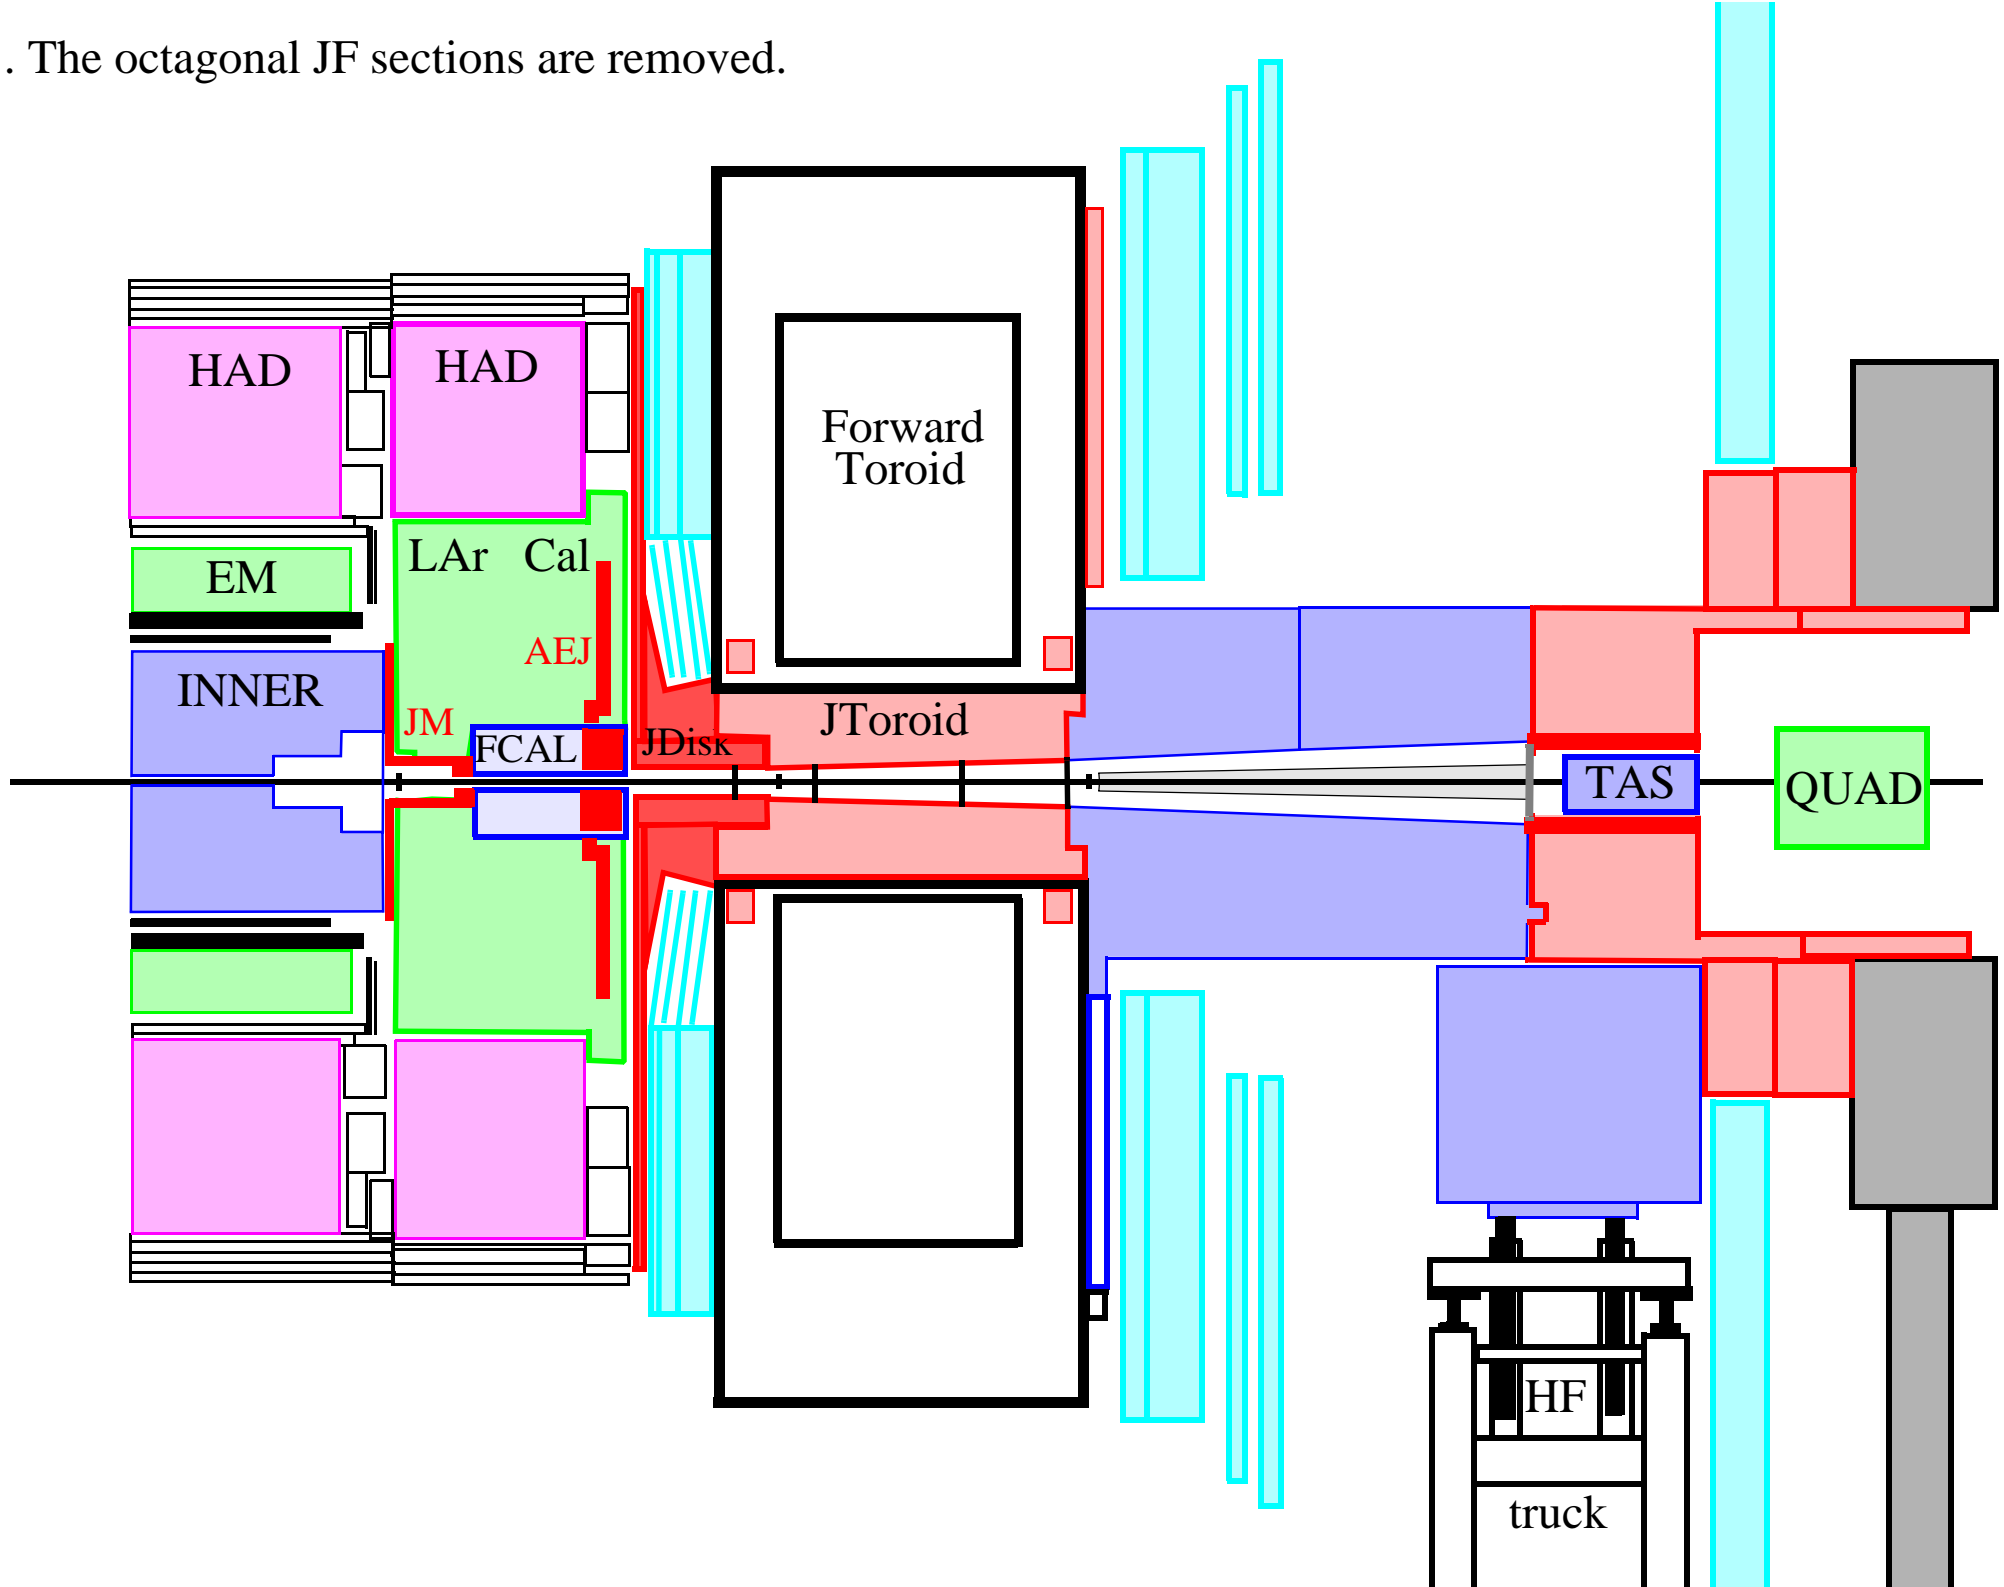 . The octagonal JF sections are removed.
HAD
HAD
Forward
Toroid
LAr Cal
EM
AEJ
INNER
JM
JToroid
FCAL
JDisk
TAS
QUAD
HF
truck